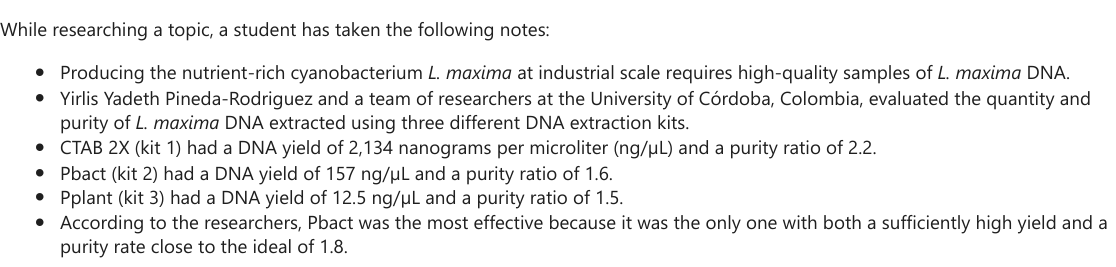 While researching a topic, a student has taken the following notes:
• Producing the nutrient-rich cyanobacterium L. maxima at industrial scale requires high-quality samples of L. maxima DNA.
• Yirlis Yadeth Pineda-Rodriguez and a team of researchers at the University of Córdoba, Colombia, evaluated the quantity and
purity of L. maxima DNA extracted using three different DNA extraction kits.
• CTAB 2X (kit 1) had a DNA yield of 2,134 nanograms per microliter (ng/μL) and a purity ratio of 2.2.
• Pbact (kit 2) had a DNA yield of 157 ng/μL and a purity ratio of 1.6.
• Pplant (kit 3) had a DNA yield of 12.5 ng/μL and a purity ratio of 1.5.
• According to the researchers, Pbact was the most effective because it was the only one with both a sufficiently high yield and a
purity rate close to the ideal of 1.8.